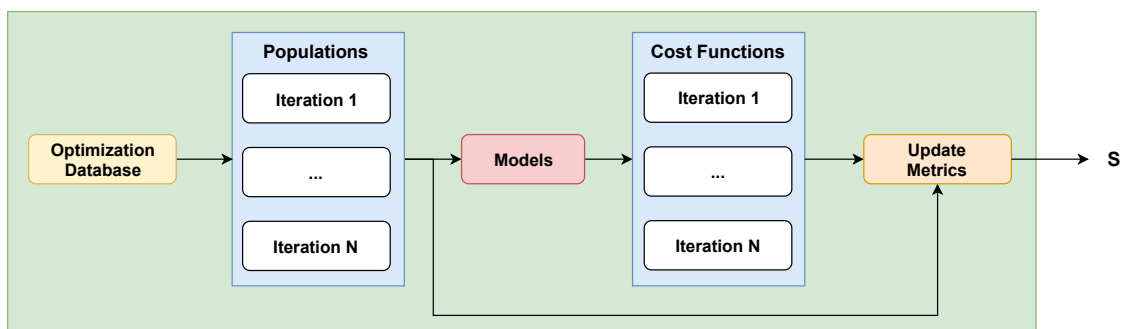 Optimization
Database
Populations
Iteration 1
...
Iteration N
Models
Cost Functions
Iteration 1
...
Iteration N
Update
Metrics
S